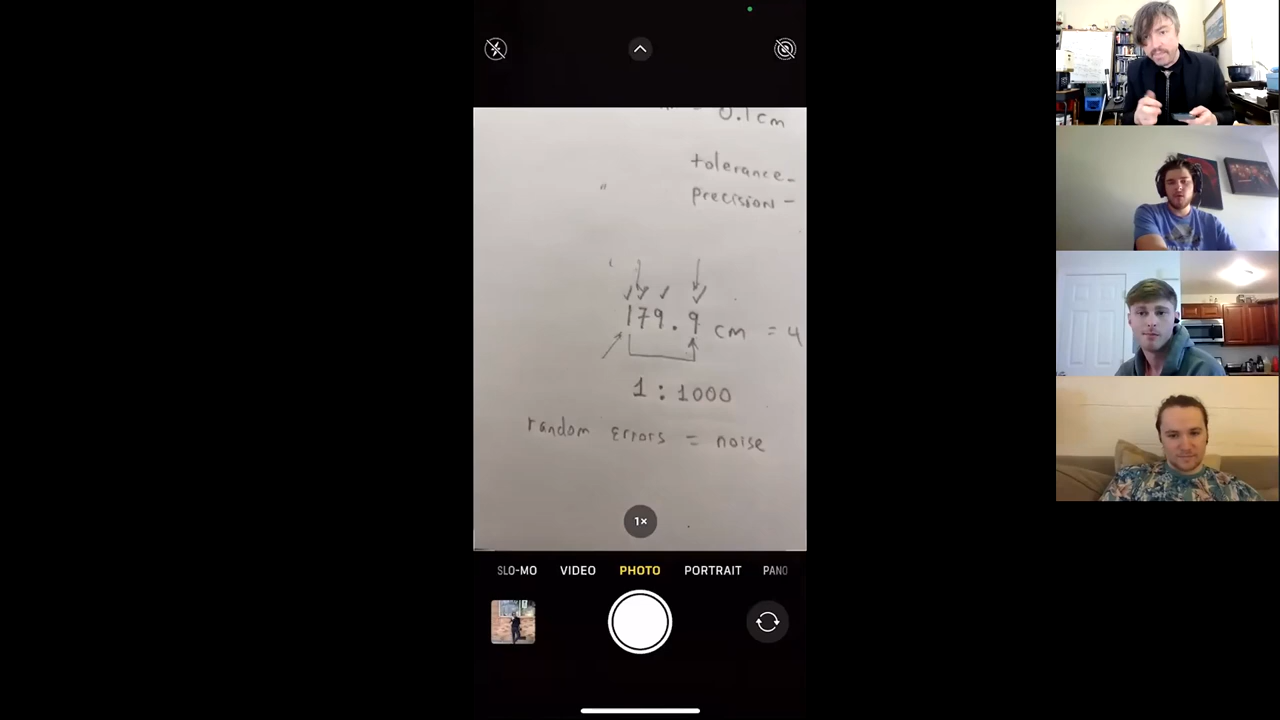 0.1cm
tolerance-
precision-
179.9 cm = 4
1 : 1000
random errors = noise
1×
SLO-MO VIDEO PHOTO PORTRAIT PANO